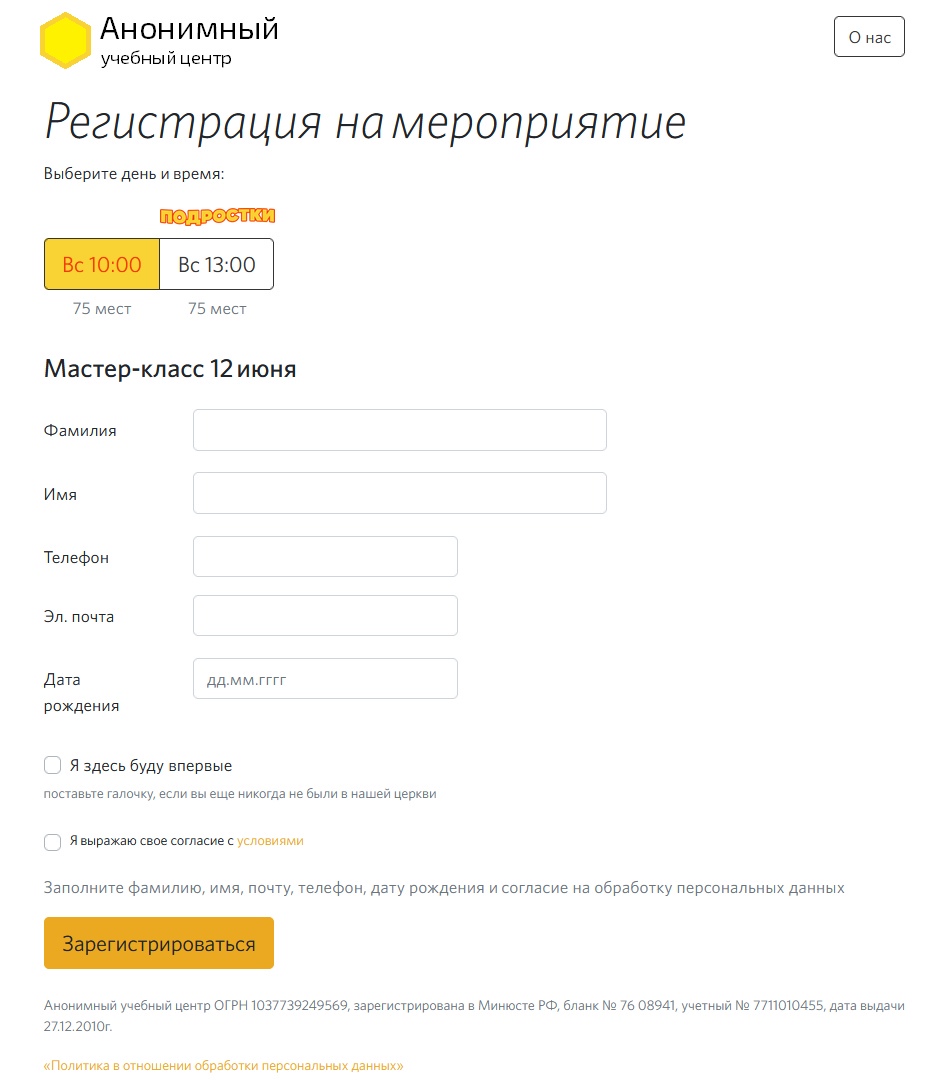 Анонимный
учебный центр
О нас
Регистрация на мероприятие
Выберите день и время:
ПОДРОСТКИ
Вс 10:00
Вс 13:00
75 мест
75 мест
Мастер-класс 12 июня
Фамилия
Имя
Телефон
Эл. почта
Дата
рождения
дд.мм.гггг
Я здесь буду впервые
поставьте галочку, если вы еще никогда не были в нашей церкви
Я выражаю свое согласие с условиями
Заполните фамилию, имя, почту, телефон, дату рождения и согласие на обработку персональных данных
Зарегистрироваться
Анонимный учебный центр ОГРН 1037739249569, зарегистрирована в Минюсте РФ, бланк № 76 08941, учетный № 7711010455, дата выдачи
27.12.2010г.
«Политика в отношении обработки персональных данных»